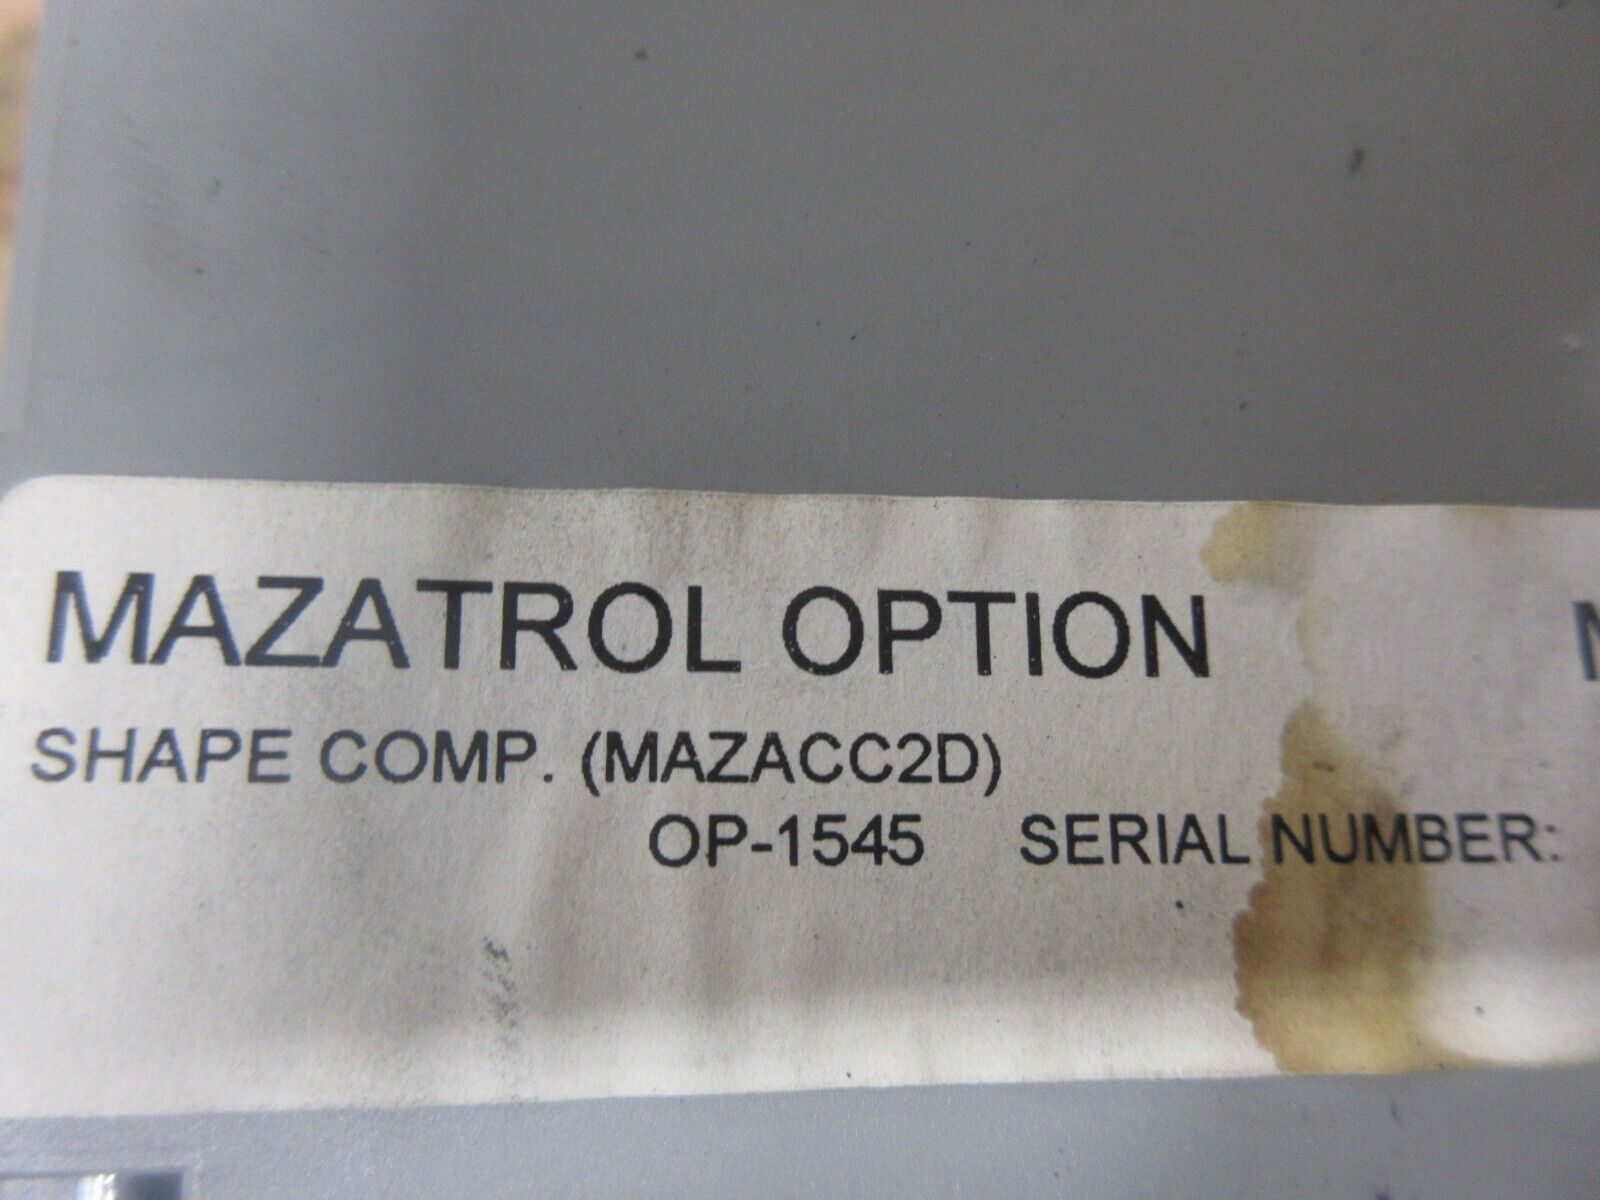 MAZATROL OPTION
SHAPE COMP. (MAZACC2D)
OP-1545 SERIAL NUMBER: